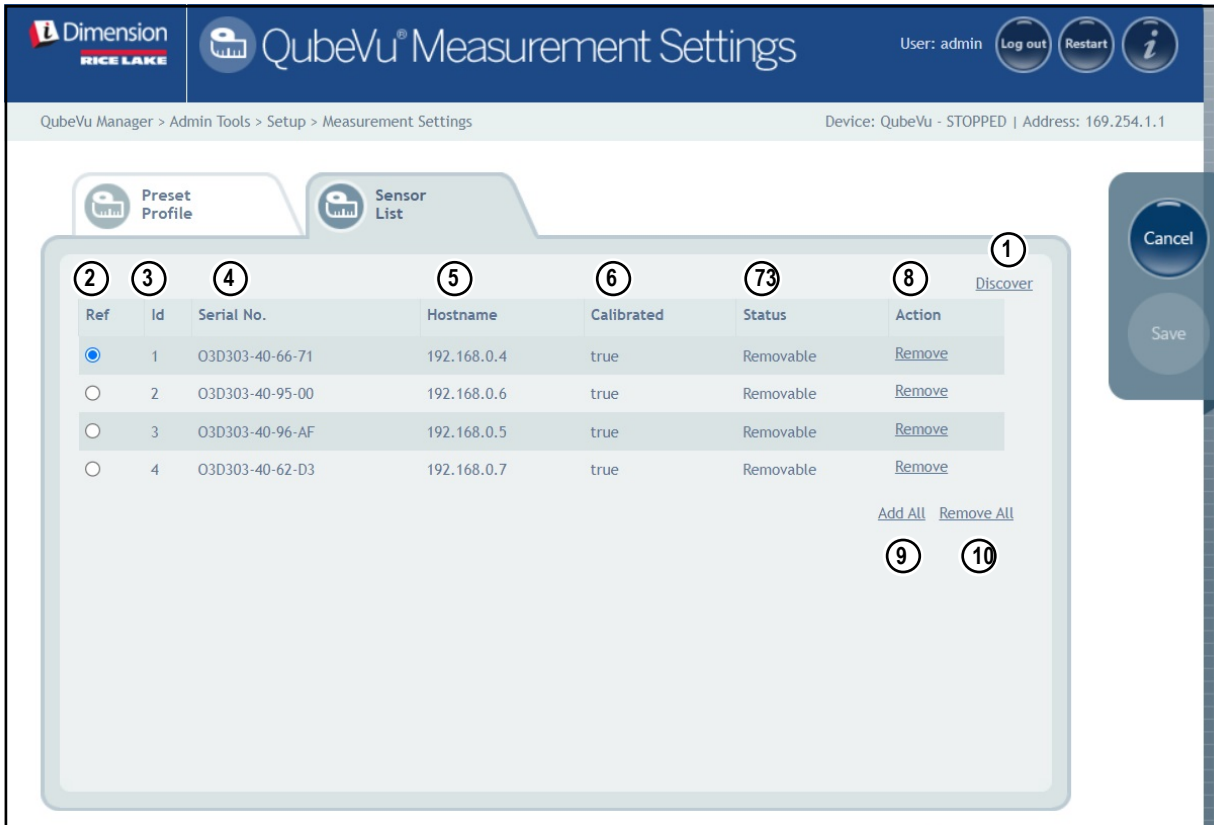 iDimension
RICE LAKE
QubeVu® Measurement Settings
User: admin
Log out
Restart
i
QubeVu Manager > Admin Tools > Setup > Measurement Settings
Device: QubeVu - STOPPED | Address: 169.254.1.1
Preset
Profile
Sensor
List
Cancel
Save
1
Discover
2 3 4 5 6 73 8
Ref Id Serial No. Hostname Calibrated Status Action
1 O3D303-40-66-71 192.168.0.4 true Removable Remove
2 O3D303-40-95-00 192.168.0.6 true Removable Remove
3 O3D303-40-96-AF 192.168.0.5 true Removable Remove
4 O3D303-40-62-D3 192.168.0.7 true Removable Remove
Add All Remove All
9 10